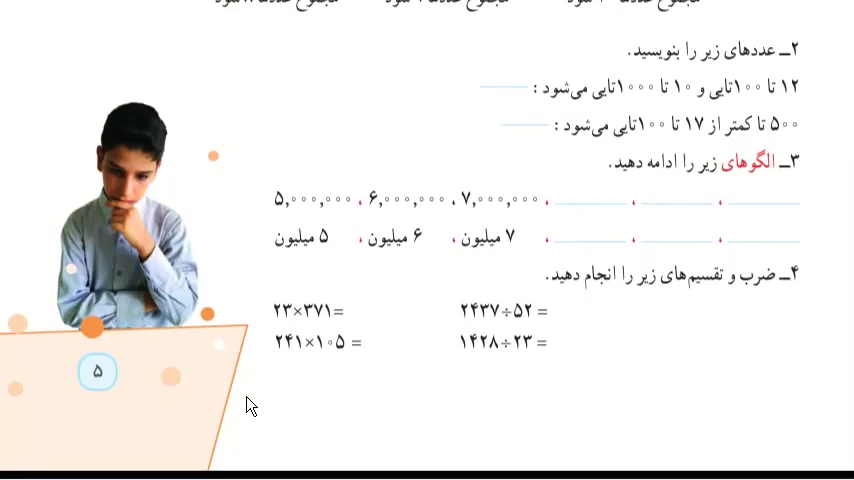 ۲ــ عددهای زیر را بنویسید.
۱۲ تا ۱۰۰تایی و ۱۰ تا ۱۰۰۰تایی می‌شود :
۵۰۰ تا کمتر از ۱۷ تا ۱۰۰تایی می‌شود :
۳ــ الگوهای زیر را ادامه دهید.
۵,۰۰۰,۰۰۰ ، ۶,۰۰۰,۰۰۰ ، ۷,۰۰۰,۰۰۰ ، ، ،
۵ میلیون ، ۶ میلیون ، ۷ میلیون ، ، ،
۴ــ ضرب و تقسیم‌های زیر را انجام دهید.
۲۳×۳۷۱= ۲۴۳۷÷۵۲ =
۲۴۱×۱۰۵ = ۱۴۲۸÷۲۳ =
۵